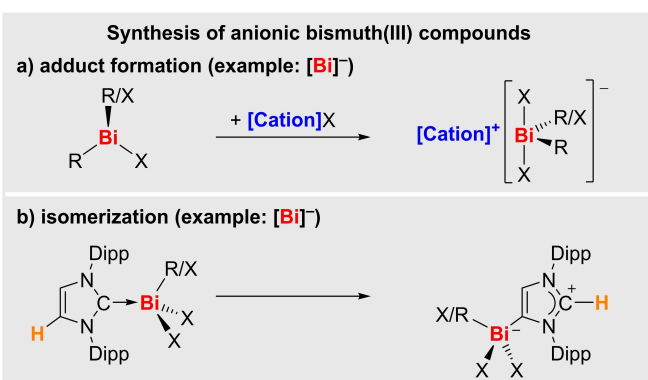 Synthesis of anionic bismuth(III) compounds
a) adduct formation (example: [Bi]⁻)
R/X
Bi
R
X
+ [Cation]X
[Cation]⁺
X
Bi
R/X
R
X
–
b) isomerization (example: [Bi]⁻)
Dipp
N
C
N
H
Dipp
R/X
Bi
X
X
Dipp
N
+
C
H
N
Dipp
X/R
Bi
–
X
X